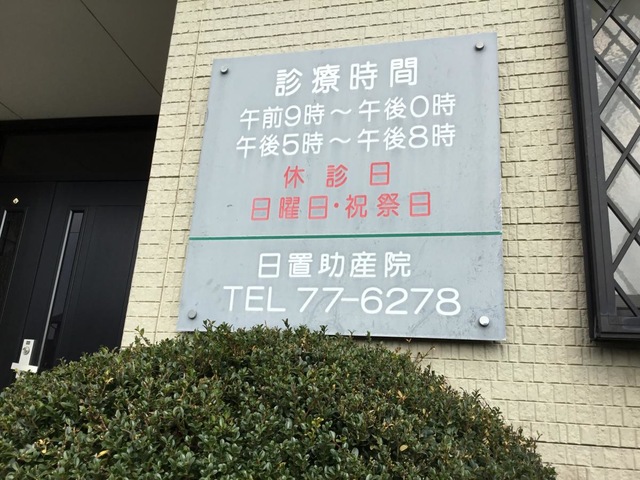 診療時間
午前9時～午後0時
午後5時～午後8時
休診日
日曜日・祝祭日
日置助産院
TEL 77-6278